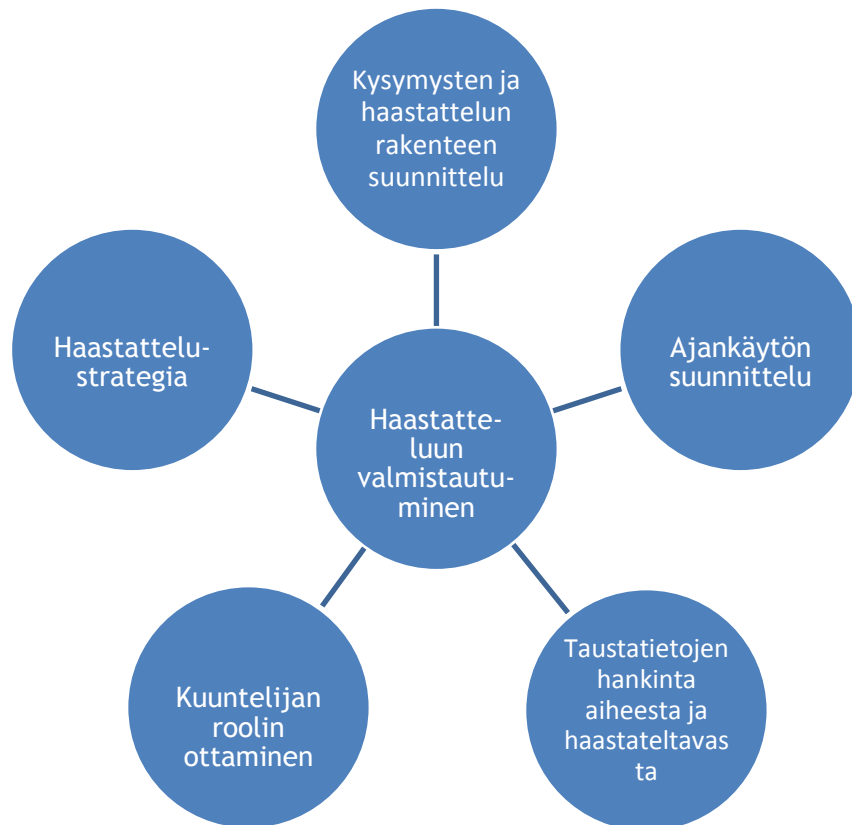 Kysymysten ja
haastattelun
rakenteen
suunnittelu
Haastattelu-
strategia
Ajankäytön
suunnittelu
Haastatte-
luun
valmistautu-
minen
Kuuntelijan
roolin
ottaminen
Taustatietojen
hankinta
aiheesta ja
haastateltavas
ta